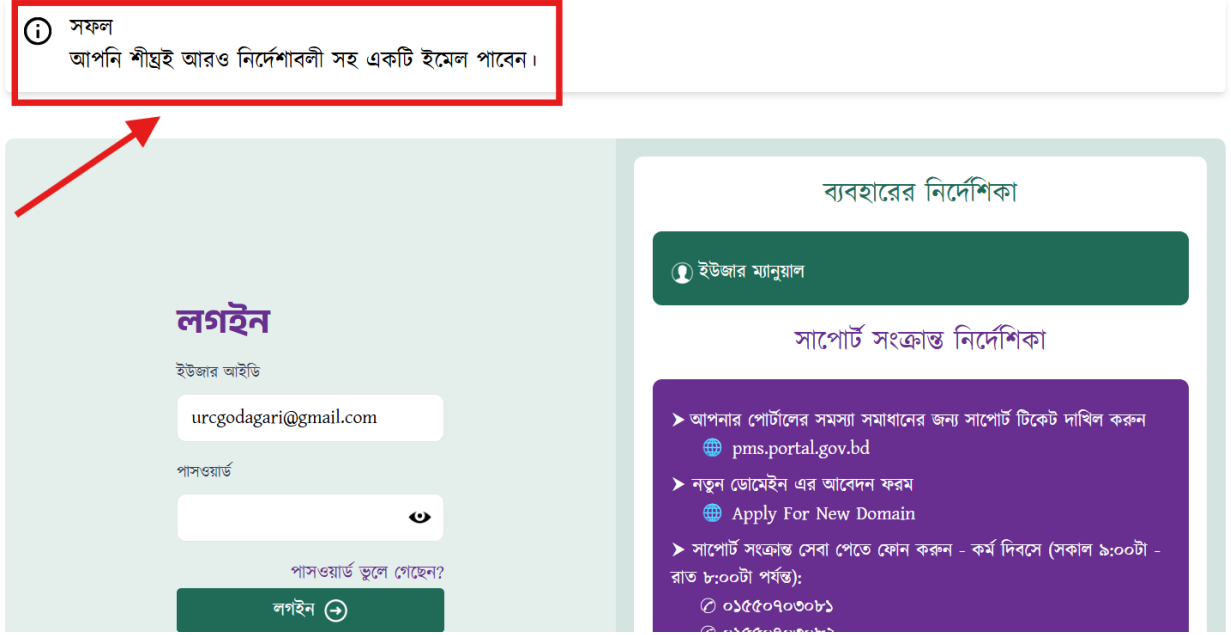 সফল
আপনি শীঘ্রই আরও নির্দেশাবলী সহ একটি ইমেল পাবেন।
লগইন
ইউজার আইডি
urcgodagari@gmail.com
পাসওয়ার্ড
পাসওয়ার্ড ভুলে গেছেন?
লগইন
ব্যবহারের নির্দেশিকা
ইউজার ম্যানুয়াল
সাপোর্ট সংক্রান্ত নির্দেশিকা
➤ আপনার পোর্টালের সমস্যা সমাধানের জন্য সাপোর্ট টিকেট দাখিল করুন
pms.portal.gov.bd
➤ নতুন ডোমেইন এর আবেদন ফরম
Apply For New Domain
➤ সাপোর্ট সংক্রান্ত সেবা পেতে ফোন করুন - কর্ম দিবসে (সকাল ৯:০০টা -
রাত ৮:০০টা পর্যন্ত):
✆ ০১৫৫০৭০৩০৮১